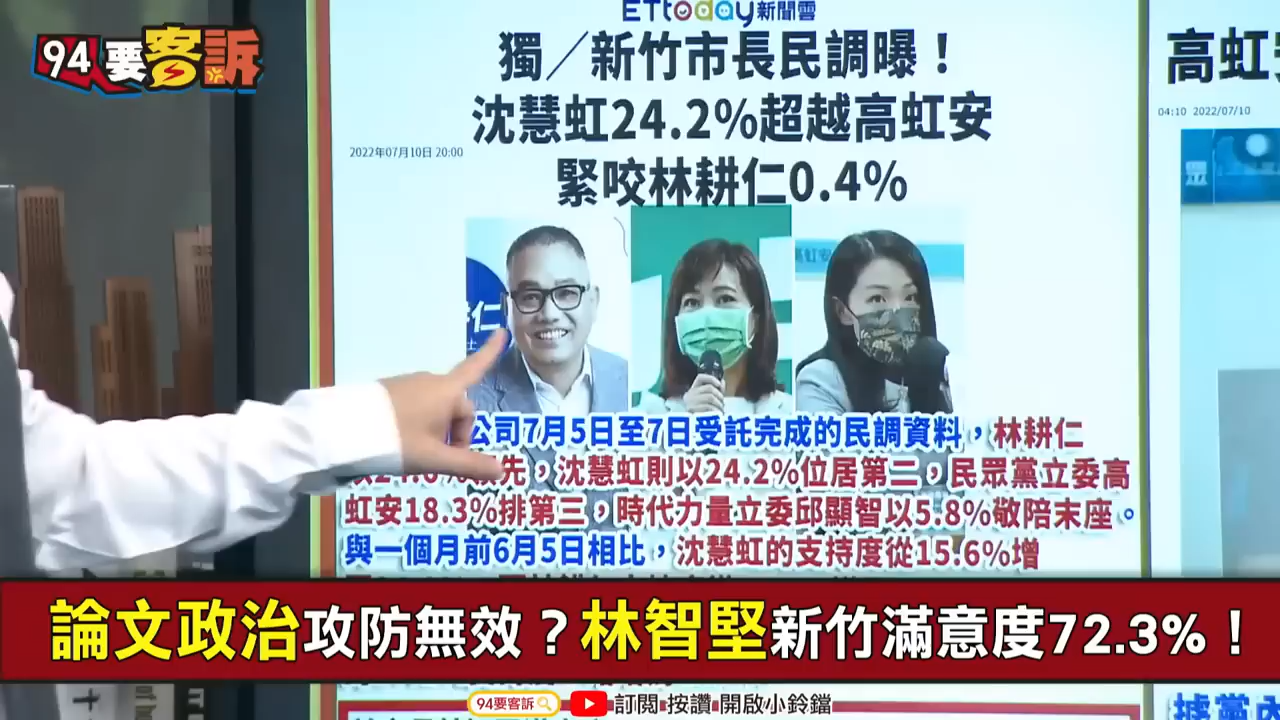 94要客訴
ETtoday新聞雲
獨／新竹市長民調曝！
沈慧虹24.2%超越高虹安
緊咬林耕仁0.4%
2022年07月10日 20:00
高虹
04:10 2022/07/10
眾
仁
士
高虹安
公司7月5日至7日受託完成的民調資料，林耕仁
先，沈慧虹則以24.2%位居第二，民眾黨立委高
虹安18.3%排第三，時代力量立委邱顯智以5.8%敬陪末座。
與一個月前6月5日相比，沈慧虹的支持度從15.6%增
論文政治攻防無效？林智堅新竹滿意度72.3%！
94要客訴
訂閱 按讚 開啟小鈴鐺